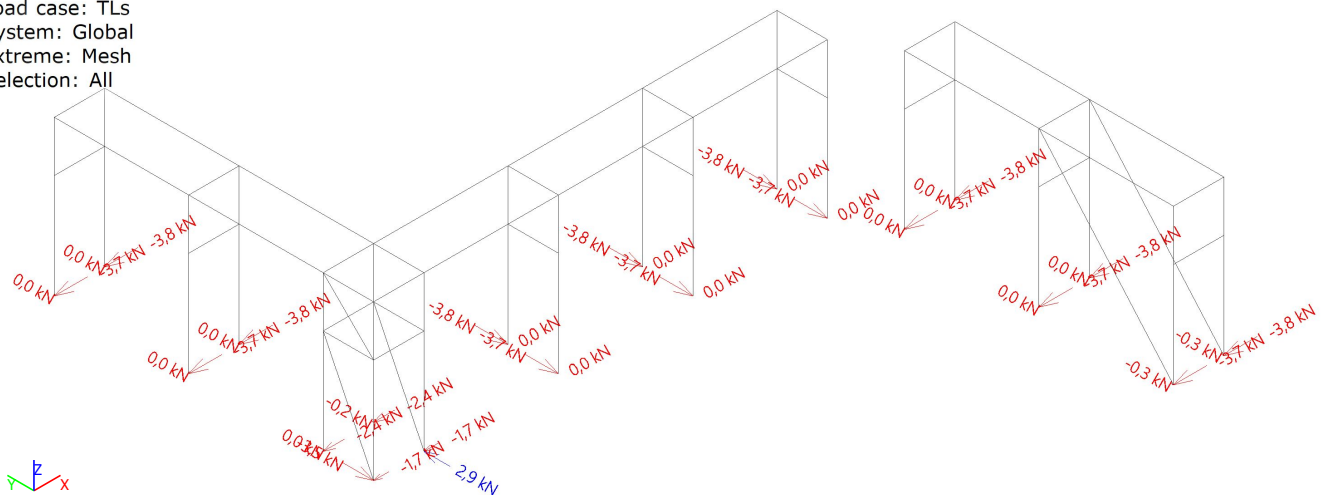 oad case: TLs
ystem: Global
xtreme: Mesh
election: All
-3,8 kN
-3,7 kN
0,0 kN
0,0 kN
-3,8 kN
-3,7 kN
0,0 kN
0,0 kN
-3,8 kN
-3,7 kN
0,0 kN
0,0 kN
-3,8 kN
-3,7 kN
0,0 kN
0,0 kN
-3,8 kN
-3,7 kN
0,0 kN
0,0 kN
-3,8 kN
-3,7 kN
0,0 kN
0,0 kN
-3,8 kN
-3,7 kN
0,0 kN
0,0 kN
-3,8 kN
-3,7 kN
-0,3 kN
-0,3 kN
-0,2 kN
-2,4 kN
-2,4 kN
-1,7 kN
-1,7 kN
2,9 kN
Z
Y
X